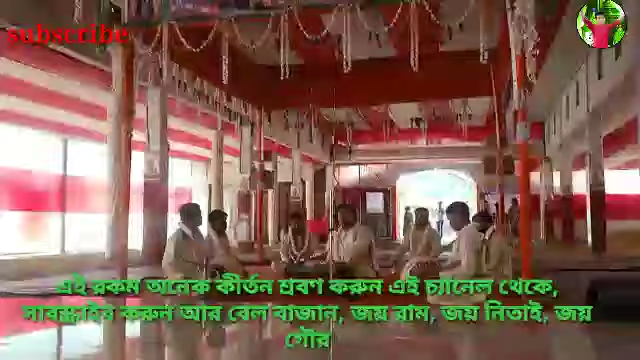 subscribe
এই রকম অনেক কীর্তন শ্রবণ করুন এই চ্যানেল থেকে,
সাবস্ক্রাইব করুন আর বেল বাজান, জয় রাম, জয় নিতাই, জয়
গৌর